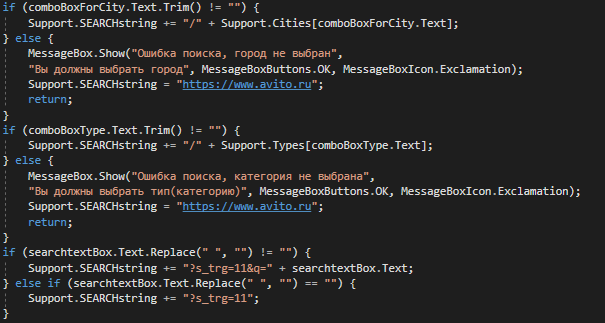 if (comboBoxForCity.Text.Trim() != "") {
Support.SEARCHstring += "/" + Support.Cities[comboBoxForCity.Text];
} else {
MessageBox.Show("Ошибка поиска, город не выбран",
"Вы должны выбрать город", MessageBoxButtons.OK, MessageBoxIcon.Exclamation);
Support.SEARCHstring = "https://www.avito.ru";
return;
}
if (comboBoxType.Text.Trim() != "") {
Support.SEARCHstring += "/" + Support.Types[comboBoxType.Text];
} else {
MessageBox.Show("Ошибка поиска, категория не выбрана",
"Вы должны выбрать тип(категорию)", MessageBoxButtons.OK, MessageBoxIcon.Exclamation);
Support.SEARCHstring = "https://www.avito.ru";
return;
}
if (searchtextBox.Text.Replace(" ", "") != "") {
Support.SEARCHstring += "?s_trg=11&q=" + searchtextBox.Text;
} else if (searchtextBox.Text.Replace(" ", "") == "") {
Support.SEARCHstring += "?s_trg=11";
}